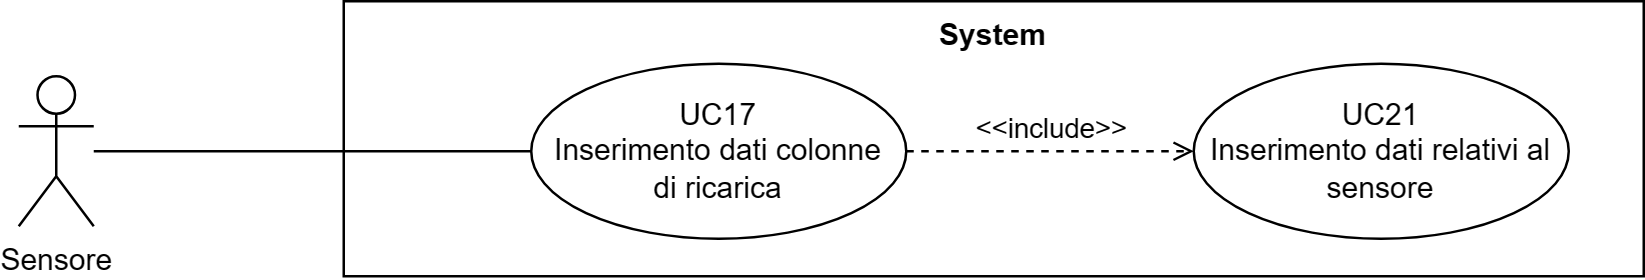 System
UC17
Inserimento dati colonne
di ricarica
<<include>>
UC21
Inserimento dati relativi al
sensore
Sensore